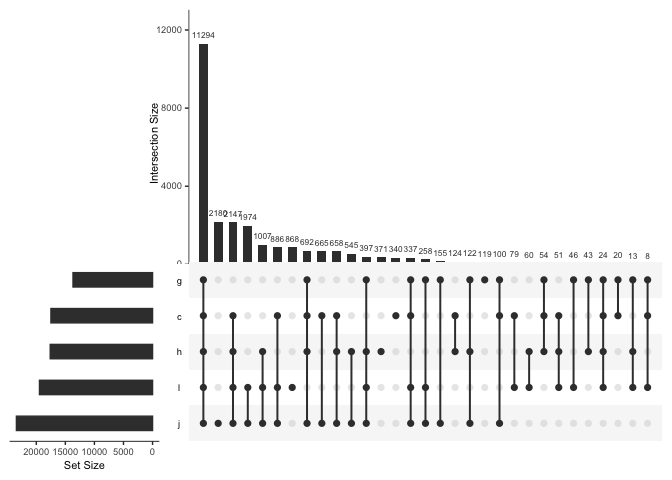 12000
11294
8000
Intersection Size
4000
2180 2147 1974 1007 886 868 692 665 658 545 397 371 340 337 258 155 124 122 119 100 79 60 54 51 46 43 24 20 13 8
0
g
c
h
l
j
20000 15000 10000 5000 0
Set Size